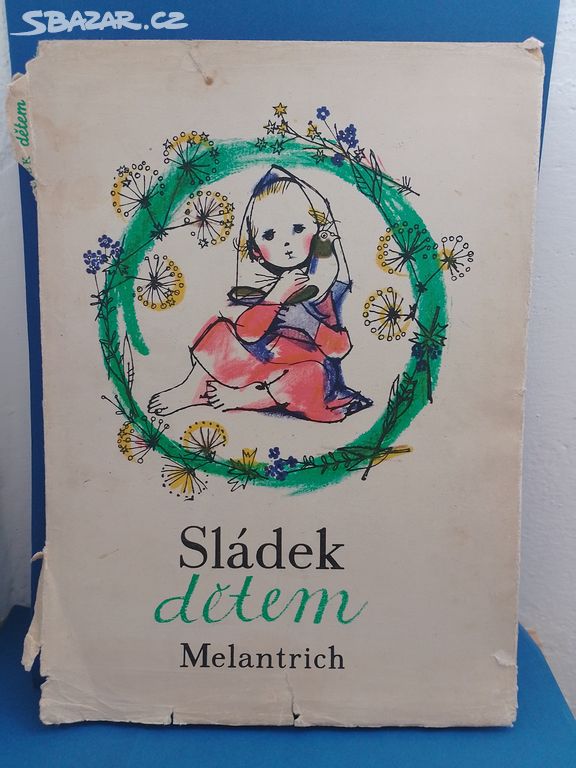 SBAZAR.CZ
k dětem
Sládek
dětem
Melantrich